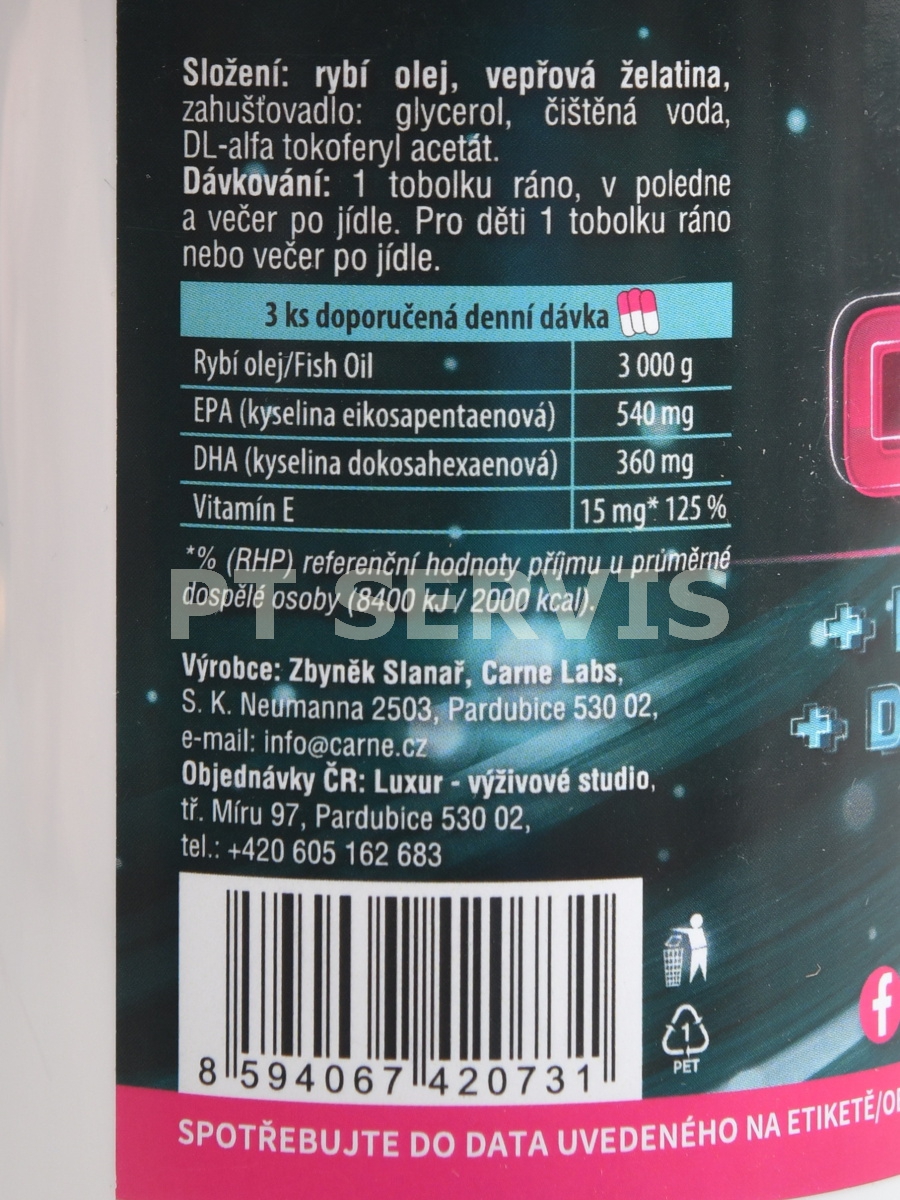 Složení: rybí olej, vepřová želatina,
zahušťovadlo: glycerol, čištěná voda,
DL-alfa tokoferyl acetát.
Dávkování: 1 tobolku ráno, v poledne
a večer po jídle. Pro děti 1 tobolku ráno
nebo večer po jídle.
3 ks doporučená denní dávka
Rybí olej/Fish Oil 3 000 g
EPA (kyselina eikosapentaenová) 540 mg
DHA (kyselina dokosahexaenová) 360 mg
Vitamín E 15 mg* 125 %
*% (RHP) referenční hodnoty příjmu u průměrné
dospělé osoby (8400 kJ / 2000 kcal).
PT SERVIS
Výrobce: Zbyněk Slanař, Carne Labs,
S. K. Neumanna 2503, Pardubice 530 02,
e-mail: info@carne.cz
Objednávky ČR: Luxur - výživové studio,
tř. Míru 97, Pardubice 530 02,
tel.: +420 605 162 683
8 594067 420731
1
PET
f
SPOTŘEBUJTE DO DATA UVEDENÉHO NA ETIKETĚ/